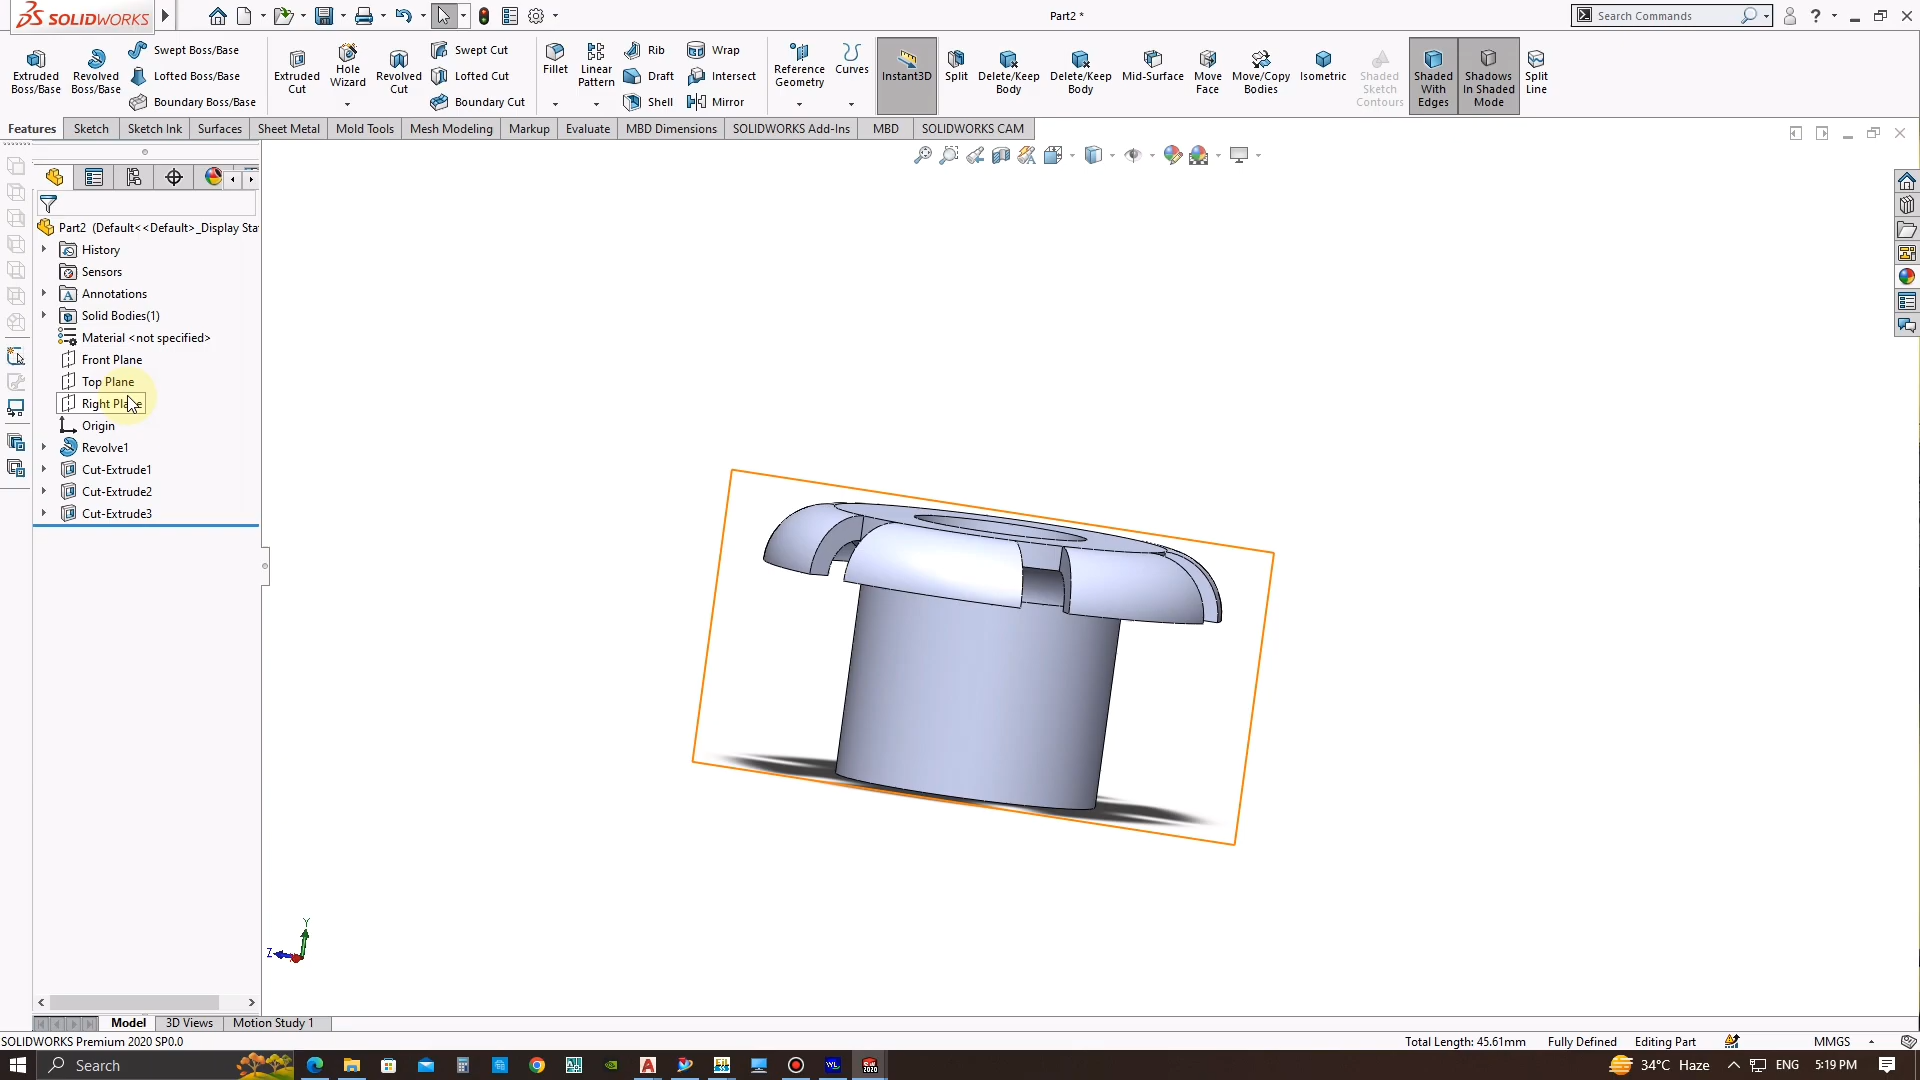 SOLIDWORKS
Part2 *
Search Commands
Extruded Boss/Base
Revolved Boss/Base
Swept Boss/Base
Lofted Boss/Base
Boundary Boss/Base
Extruded Cut
Hole Wizard
Revolved Cut
Swept Cut
Lofted Cut
Boundary Cut
Fillet
Linear Pattern
Rib
Draft
Shell
Wrap
Intersect
Mirror
Reference Geometry
Curves
Instant3D
Split
Delete/Keep Body
Delete/Keep Body
Mid-Surface
Move Face
Move/Copy Bodies
Isometric
Shaded Sketch Contours
Shaded With Edges
Shadows In Shaded Mode
Split Line
Features
Sketch
Sketch Ink
Surfaces
Sheet Metal
Mold Tools
Mesh Modeling
Markup
Evaluate
MBD Dimensions
SOLIDWORKS Add-Ins
MBD
SOLIDWORKS CAM
Part2 (Default<<Default>_Display Sta
History
Sensors
Annotations
Solid Bodies(1)
Material <not specified>
Front Plane
Top Plane
Right Plane
Origin
Revolve1
Cut-Extrude1
Cut-Extrude2
Cut-Extrude3
Y
Z
Model
3D Views
Motion Study 1
SOLIDWORKS Premium 2020 SP0.0
Total Length: 45.61mm
Fully Defined
Editing Part
MMGS
Search
34°C Haze
ENG
5:19 PM